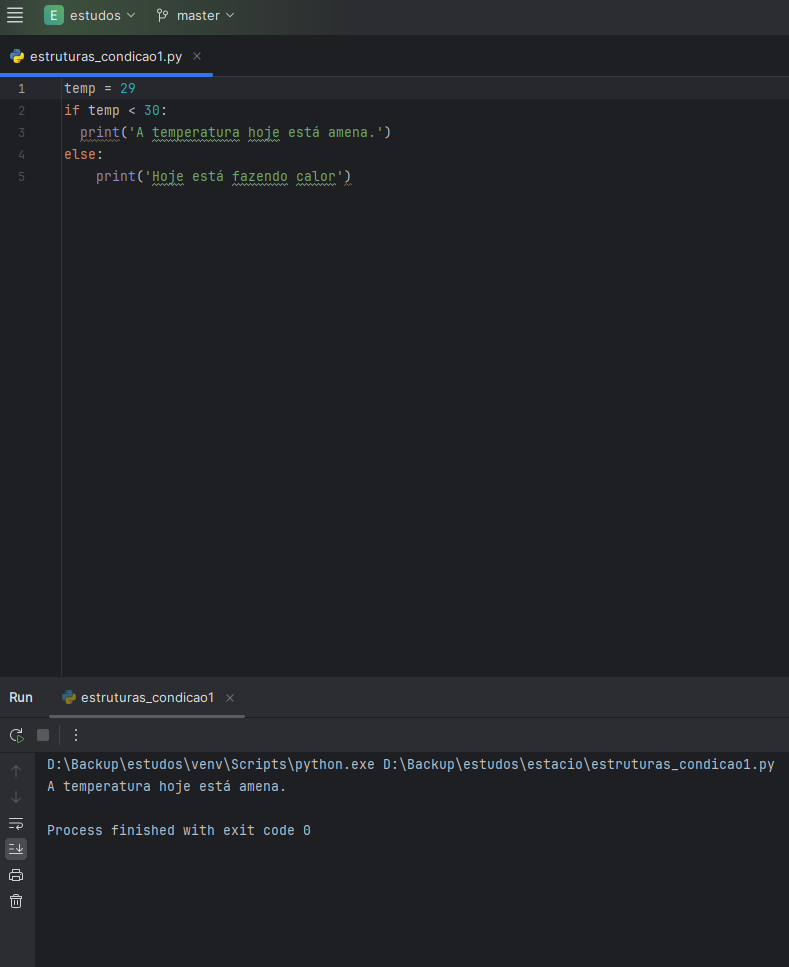 E estudos master
estruturas_condicao1.py
1 temp = 29
2 if temp < 30:
3   print('A temperatura hoje está amena.')
4 else:
5     print('Hoje está fazendo calor')
Run estruturas_condicao1
D:\Backup\estudos\venv\Scripts\python.exe D:\Backup\estudos\estacio\estruturas_condicao1.py
A temperatura hoje está amena.
Process finished with exit code 0